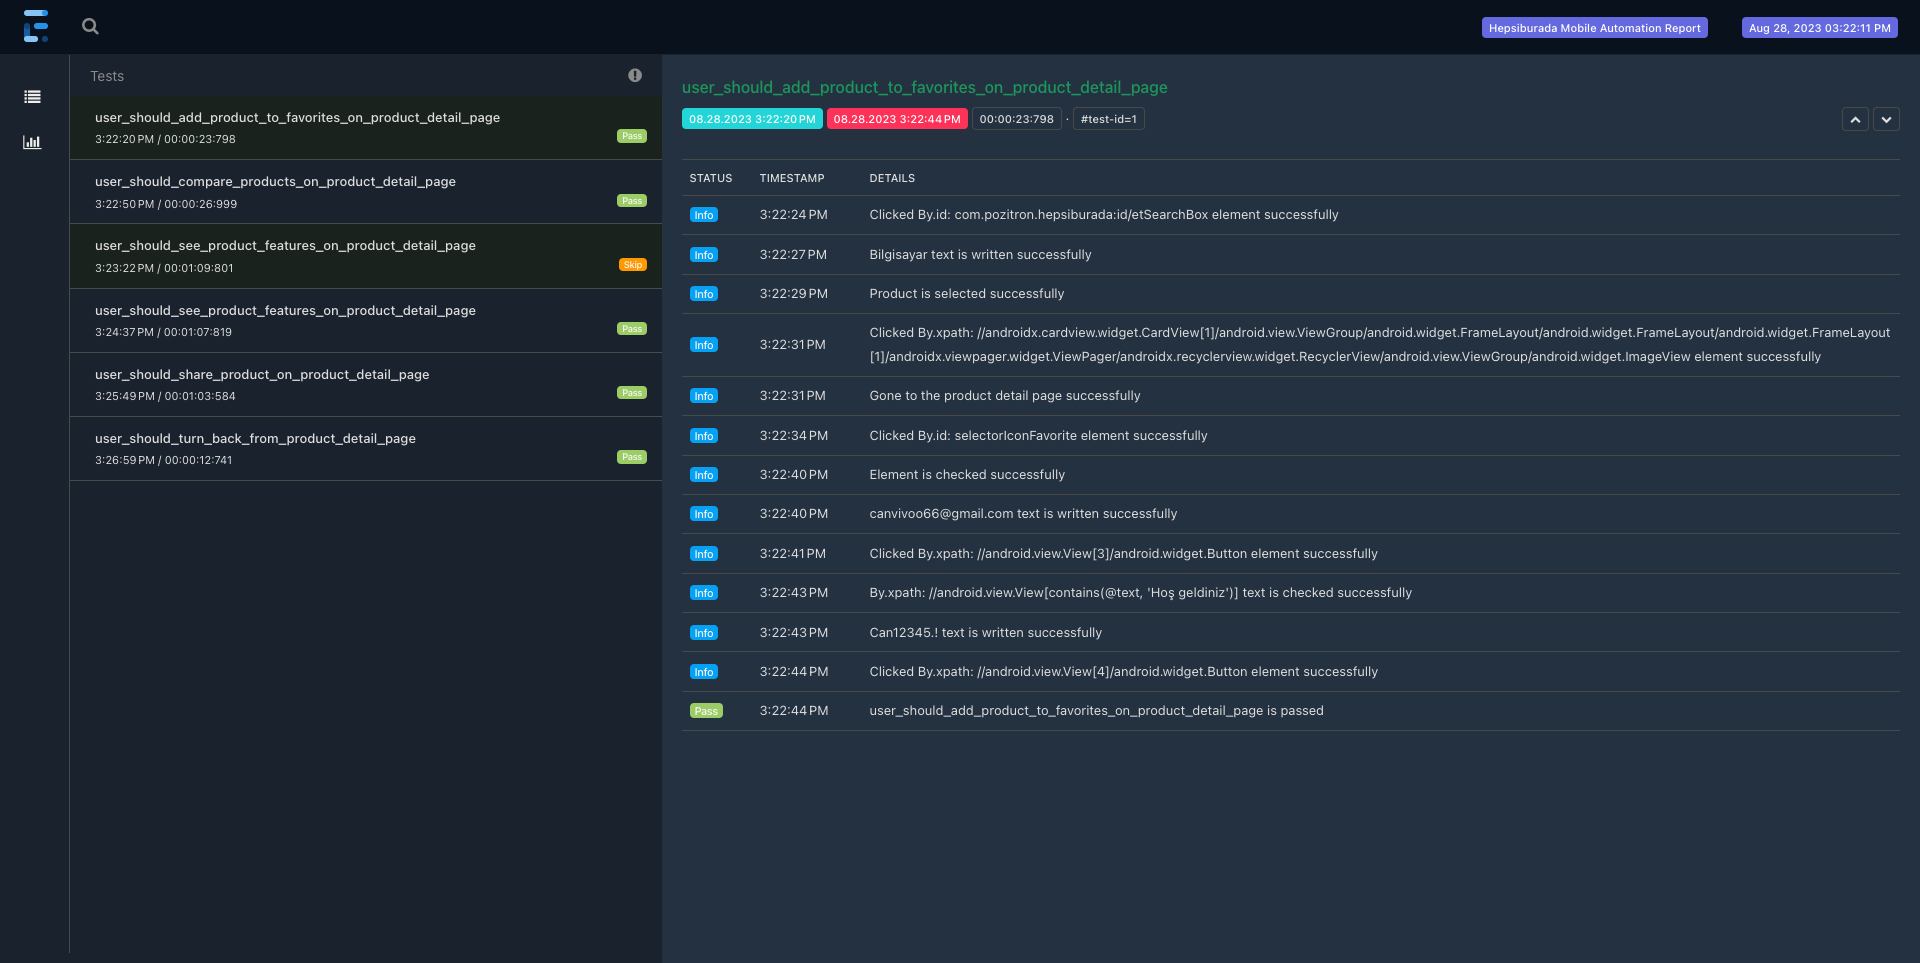 Hepsiburada Mobile Automation Report
Aug 28, 2023 03:22:11 PM
Tests
user_should_add_product_to_favorites_on_product_detail_page
3:22:20 PM / 00:00:23:798
Pass
user_should_compare_products_on_product_detail_page
3:22:50 PM / 00:00:26:999
Pass
user_should_see_product_features_on_product_detail_page
3:23:22 PM / 00:01:09:801
Skip
user_should_see_product_features_on_product_detail_page
3:24:37 PM / 00:01:07:819
Pass
user_should_share_product_on_product_detail_page
3:25:49 PM / 00:01:03:584
Pass
user_should_turn_back_from_product_detail_page
3:26:59 PM / 00:00:12:741
Pass
user_should_add_product_to_favorites_on_product_detail_page
08.28.2023 3:22:20 PM 08.28.2023 3:22:44 PM 00:00:23:798 · #test-id=1
STATUS TIMESTAMP DETAILS
Info 3:22:24 PM Clicked By.id: com.pozitron.hepsiburada:id/etSearchBox element successfully
Info 3:22:27 PM Bilgisayar text is written successfully
Info 3:22:29 PM Product is selected successfully
Info 3:22:31 PM Clicked By.xpath: //androidx.cardview.widget.CardView[1]/android.view.ViewGroup/android.widget.FrameLayout/android.widget.FrameLayout/android.widget.FrameLayout
[1]/androidx.viewpager.widget.ViewPager/androidx.recyclerview.widget.RecyclerView/android.view.ViewGroup/android.widget.ImageView element successfully
Info 3:22:31 PM Gone to the product detail page successfully
Info 3:22:34 PM Clicked By.id: selectorIconFavorite element successfully
Info 3:22:40 PM Element is checked successfully
Info 3:22:40 PM canvivoo66@gmail.com text is written successfully
Info 3:22:41 PM Clicked By.xpath: //android.view.View[3]/android.widget.Button element successfully
Info 3:22:43 PM By.xpath: //android.view.View[contains(@text, 'Hoş geldiniz')] text is checked successfully
Info 3:22:43 PM Can12345.! text is written successfully
Info 3:22:44 PM Clicked By.xpath: //android.view.View[4]/android.widget.Button element successfully
Pass 3:22:44 PM user_should_add_product_to_favorites_on_product_detail_page is passed